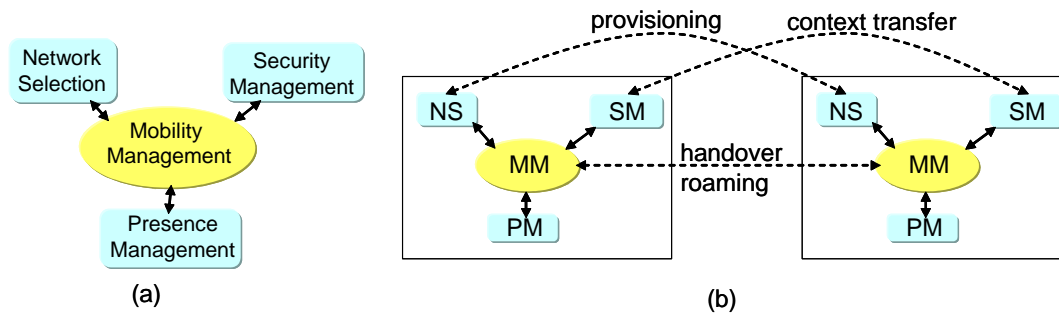 Network
Selection
Security
Management
Mobility
Management
Presence
Management
(a)
provisioning
context transfer
NS
SM
MM
PM
handover
roaming
NS
SM
MM
PM
(b)